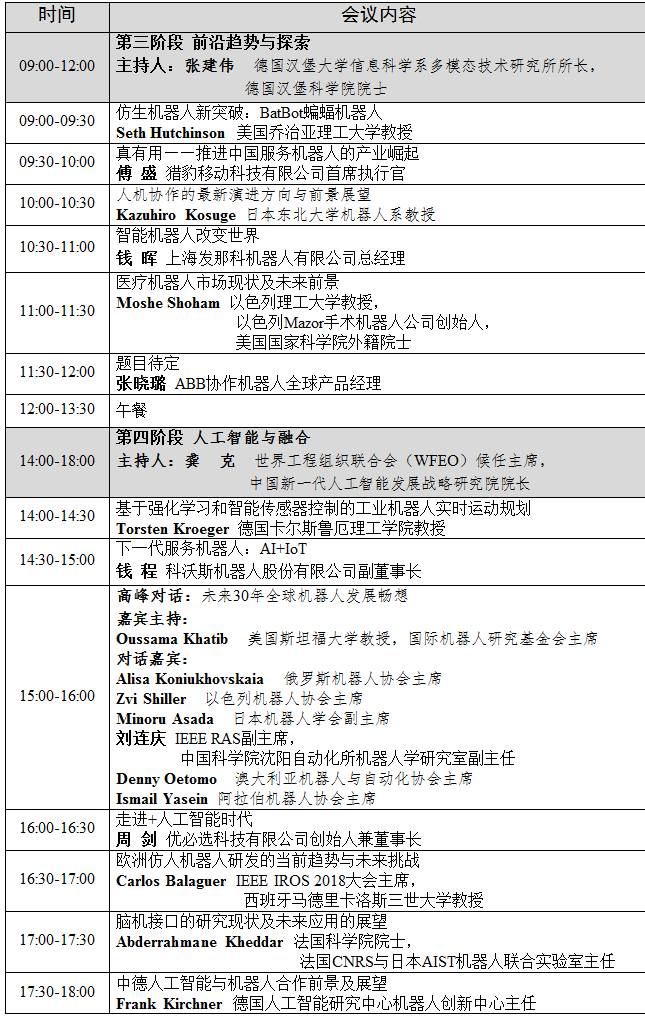 时间 会议内容
09:00-12:00
第三阶段 前沿趋势与探索
主持人：张建伟 德国汉堡大学信息科学系多模态技术研究所所长，
德国汉堡科学院院士
09:00-09:30
仿生机器人新突破：BatBot蝙蝠机器人
Seth Hutchinson 美国乔治亚理工大学教授
09:30-10:00
真有用——推进中国服务机器人的产业崛起
傅 盛 猎豹移动科技有限公司首席执行官
10:00-10:30
人机协作的最新演进方向与前景展望
Kazuhiro Kosuge 日本东北大学机器人系教授
10:30-11:00
智能机器人改变世界
钱 晖 上海发那科机器人有限公司总经理
11:00-11:30
医疗机器人市场现状及未来前景
Moshe Shoham 以色列理工大学教授，
以色列Mazor手术机器人公司创始人，
美国国家科学院外籍院士
11:30-12:00
题目待定
张晓璐 ABB协作机器人全球产品经理
12:00-13:30
午餐
14:00-18:00
第四阶段 人工智能与融合
主持人：龚 克 世界工程组织联合会（WFEO）候任主席，
中国新一代人工智能发展战略研究院院长
14:00-14:30
基于强化学习和智能传感器控制的工业机器人实时运动规划
Torsten Kroeger 德国卡尔斯鲁厄理工学院教授
14:30-15:00
下一代服务机器人：AI+IoT
钱 程 科沃斯机器人股份有限公司副董事长
15:00-16:00
高峰对话：未来30年全球机器人发展畅想
嘉宾主持：
Oussama Khatib 美国斯坦福大学教授，国际机器人研究基金会主席
对话嘉宾：
Alisa Koniukhovskaia 俄罗斯机器人协会主席
Zvi Shiller 以色列机器人协会主席
Minoru Asada 日本机器人学会副主席
刘连庆 IEEE RAS副主席，
中国科学院沈阳自动化所机器人学研究室副主任
Denny Oetomo 澳大利亚机器人与自动化协会主席
Ismail Yasein 阿拉伯机器人协会主席
16:00-16:30
走进+人工智能时代
周 剑 优必选科技有限公司创始人兼董事长
16:30-17:00
欧洲仿人机器人研发的当前趋势与未来挑战
Carlos Balaguer IEEE IROS 2018大会主席，
西班牙马德里卡洛斯三世大学教授
17:00-17:30
脑机接口的研究现状及未来应用的展望
Abderrahmane Kheddar 法国科学院院士，
法国CNRS与日本AIST机器人联合实验室主任
17:30-18:00
中德人工智能与机器人合作前景及展望
Frank Kirchner 德国人工智能研究中心机器人创新中心主任